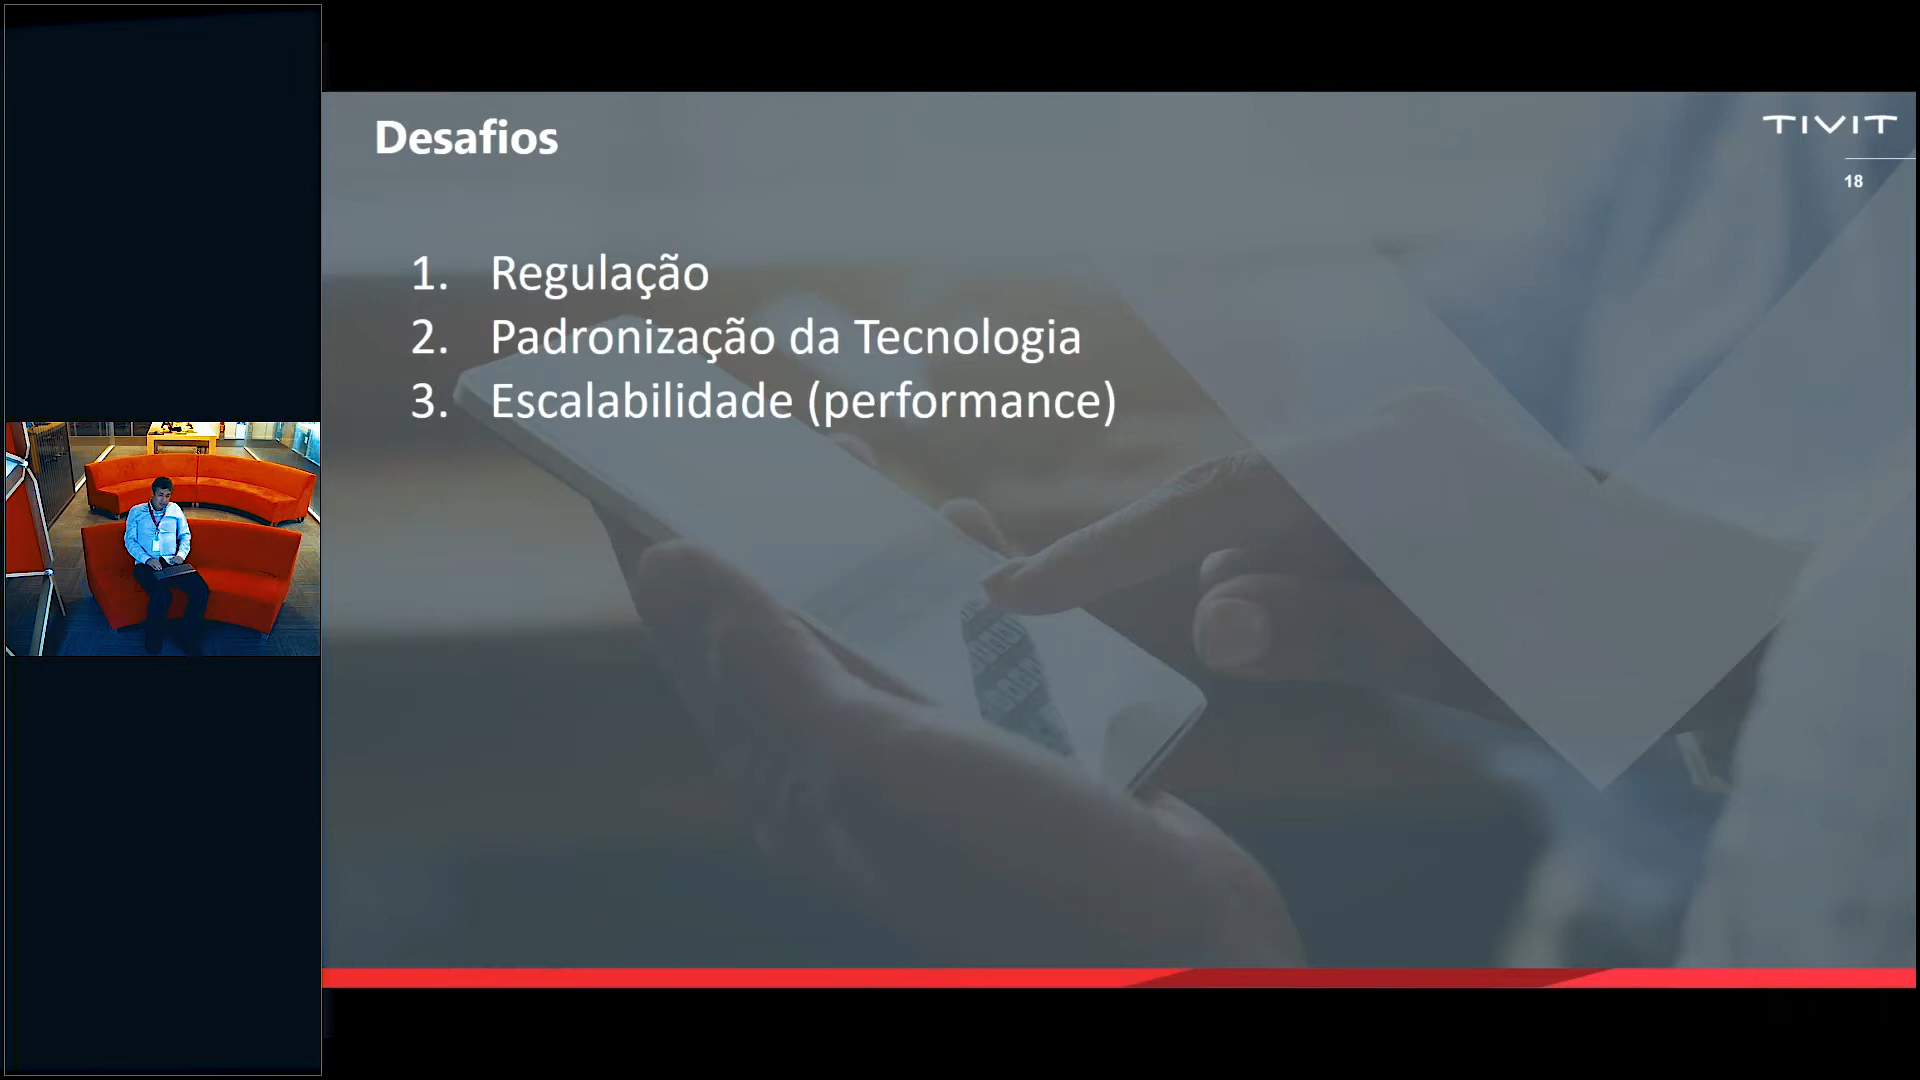 Desafios
TIVIT
18
1. Regulação
2. Padronização da Tecnologia
3. Escalabilidade (performance)